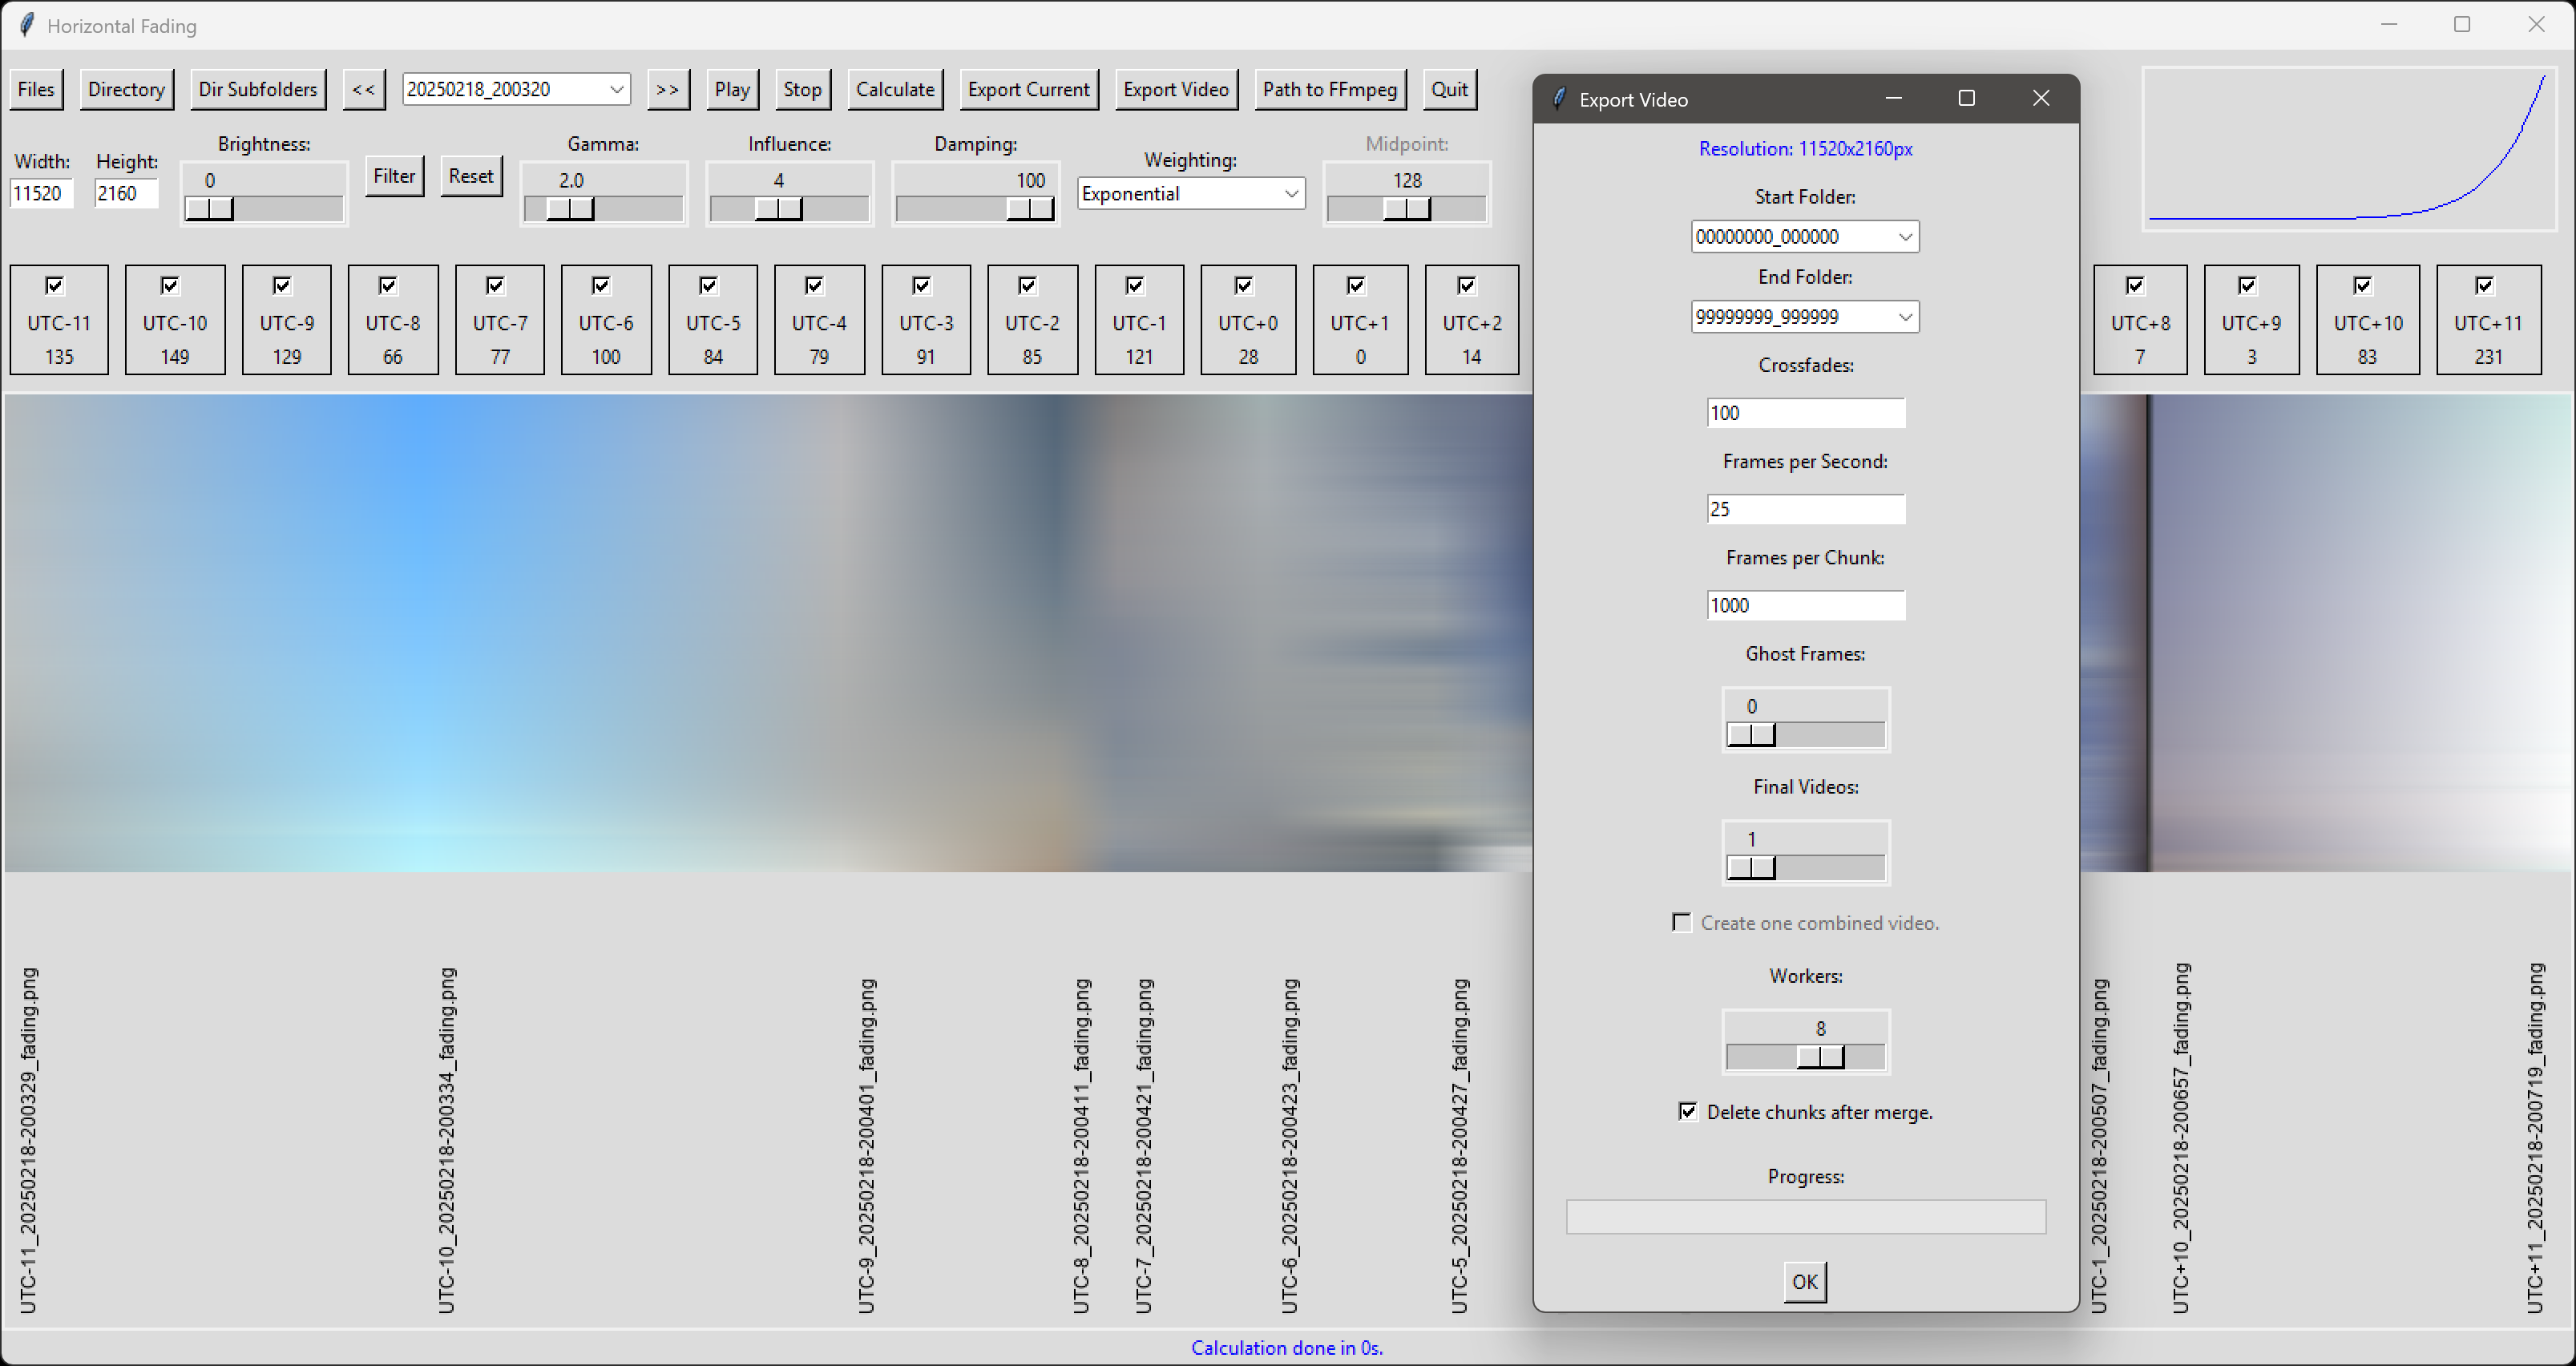 Horizontal Fading
Files Directory Dir Subfolders << 20250218_200320 >> Play Stop Calculate Export Current Export Video Path to FFmpeg Quit
Width: Height: Brightness: Filter Reset Gamma: Influence: Damping: Weighting: Midpoint:
11520 2160 0 2.0 4 100 Exponential 128
UTC-11 UTC-10 UTC-9 UTC-8 UTC-7 UTC-6 UTC-5 UTC-4 UTC-3 UTC-2 UTC-1 UTC+0 UTC+1 UTC+2 UTC+8 UTC+9 UTC+10 UTC+11
135 149 129 66 77 100 84 79 91 85 121 28 0 14 7 3 83 231
UTC-11_20250218-200329_fading.png
UTC-10_20250218-200334_fading.png
UTC-9_20250218-200401_fading.png
UTC-8_20250218-200411_fading.png
UTC-7_20250218-200421_fading.png
UTC-6_20250218-200423_fading.png
UTC-5_20250218-200427_fading.png
UTC-1_20250218-200507_fading.png
UTC+10_20250218-200657_fading.png
UTC+11_20250218-200719_fading.png
Calculation done in 0s.
Export Video
Resolution: 11520x2160px
Start Folder:
00000000_000000
End Folder:
99999999_999999
Crossfades:
100
Frames per Second:
25
Frames per Chunk:
1000
Ghost Frames:
0
Final Videos:
1
Create one combined video.
Workers:
8
Delete chunks after merge.
Progress:
OK